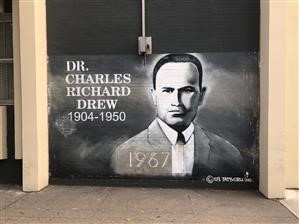 DR.
CHARLES
RICHARD
DREW
1904-1950
1967